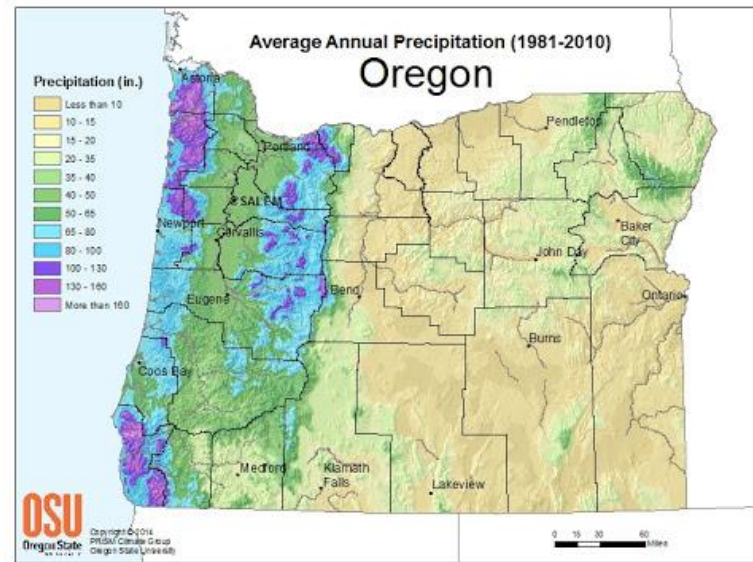 Average Annual Precipitation (1981-2010)
Oregon
Precipitation (in.)
Less than 10
10 - 15
15 - 20
20 - 35
35 - 40
40 - 50
50 - 65
65 - 80
80 - 100
100 - 130
130 - 160
More than 160
Astoria
Portland
Pendleton
SALEM
Newport
Corvallis
Baker
City
John Day
Eugene
Bend
Ontario
Burns
Coos Bay
Medford
Klamath
Falls
Lakeview
OSU
Oregon State
Copyright © 2014
PRISM Climate Group
Oregon State University
0 15 30 60
Miles